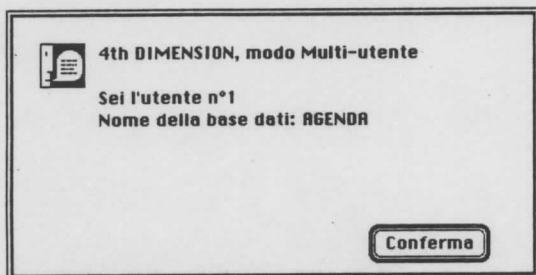 4th DIMENSION, modo Multi-utente
Sei l'utente n°1
Nome della base dati: AGENDA
Conferma